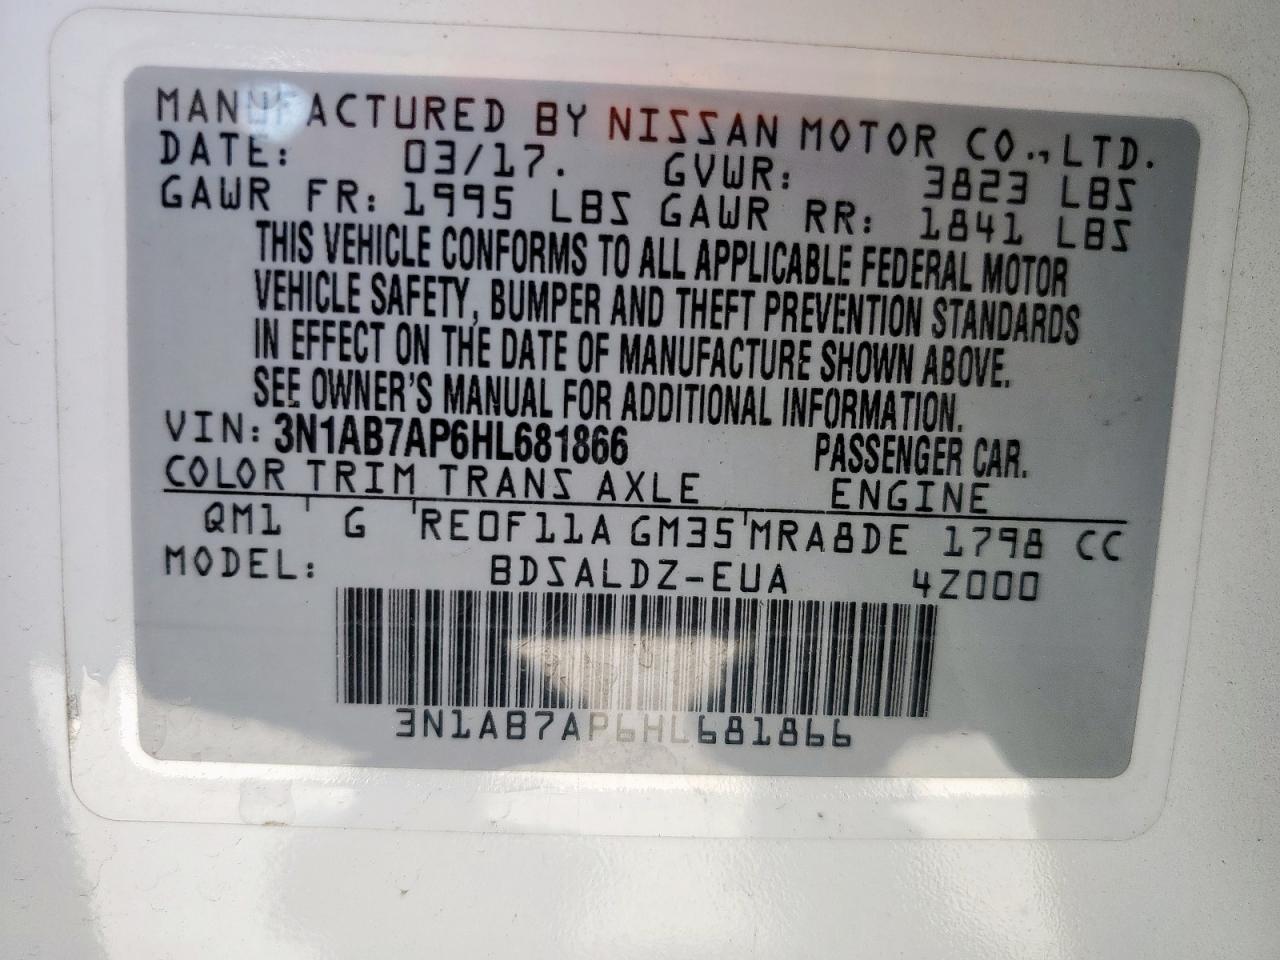 MANUFACTURED BY NISSAN MOTOR CO., LTD.
DATE: 03/17. GVWR: 3823 LBS
GAWR FR: 1995 LBS GAWR RR: 1841 LBS
THIS VEHICLE CONFORMS TO ALL APPLICABLE FEDERAL MOTOR
VEHICLE SAFETY, BUMPER AND THEFT PREVENTION STANDARDS
IN EFFECT ON THE DATE OF MANUFACTURE SHOWN ABOVE.
SEE OWNER'S MANUAL FOR ADDITIONAL INFORMATION.
VIN: 3N1AB7AP6HL681866 PASSENGER CAR.
COLOR TRIM TRANS AXLE ENGINE
QM1 G RE0F11A GM35 MRA8DE 1798 CC
MODEL: BDSALDZ-EUA 4Z000
3N1AB7AP6HL681866